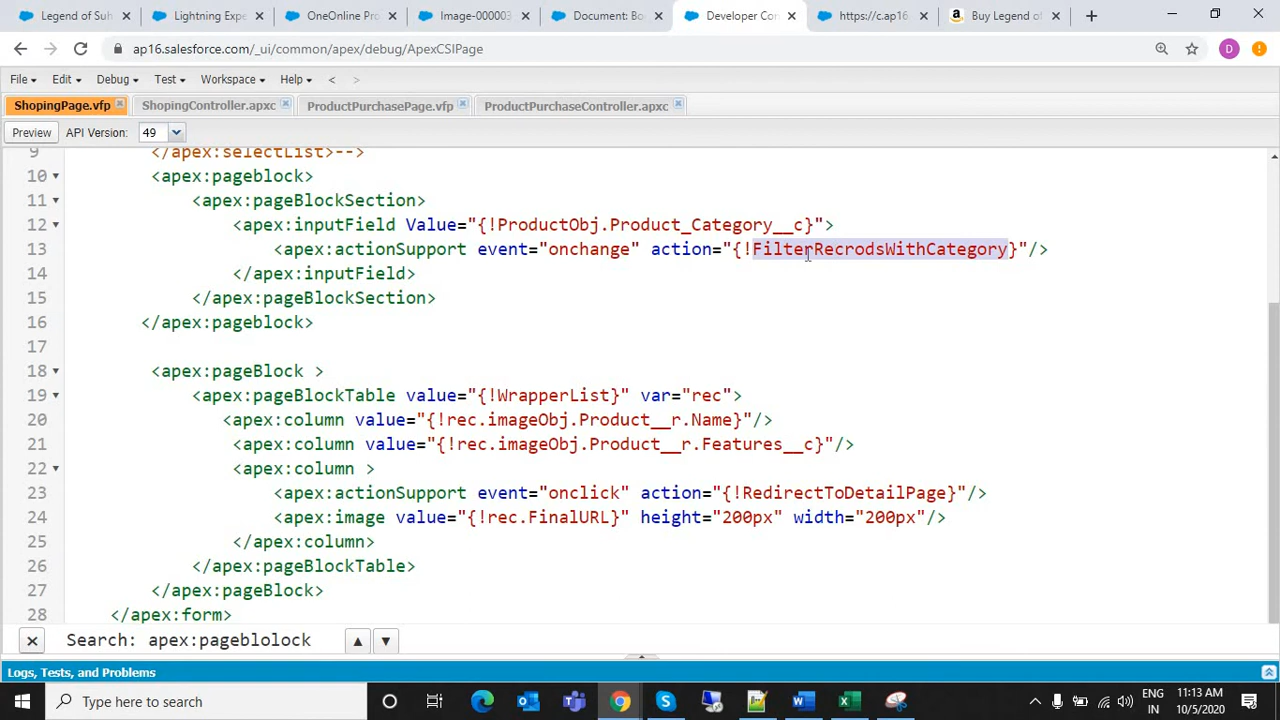 Legend of Suh
Lightning Expe
OneOnline Pro
Image-000003
Document: Bo
Developer Con
https://c.ap16
Buy Legend of
ap16.salesforce.com/_ui/common/apex/debug/ApexCSIPage
D
File Edit Debug Test Workspace Help < >
ShopingPage.vfp ShopingController.apxc ProductPurchasePage.vfp ProductPurchaseController.apxc
Preview API Version: 49
9 </apex:selectList>-->
10 <apex:pageblock>
11 <apex:pageBlockSection>
12 <apex:inputField Value="{!ProductObj.Product_Category__c}">
13 <apex:actionSupport event="onchange" action="{!FilterRecrodsWithCategory}"/>
14 </apex:inputField>
15 </apex:pageBlockSection>
16 </apex:pageblock>
17
18 <apex:pageBlock >
19 <apex:pageBlockTable value="{!WrapperList}" var="rec">
20 <apex:column value="{!rec.imageObj.Product__r.Name}"/>
21 <apex:column value="{!rec.imageObj.Product__r.Features__c}"/>
22 <apex:column >
23 <apex:actionSupport event="onclick" action="{!RedirectToDetailPage}"/>
24 <apex:image value="{!rec.FinalURL}" height="200px" width="200px"/>
25 </apex:column>
26 </apex:pageBlockTable>
27 </apex:pageBlock>
28 </apex:form>
Search: apex:pageblolock
Logs, Tests, and Problems
Type here to search
ENG
IN
11:13 AM
10/5/2020